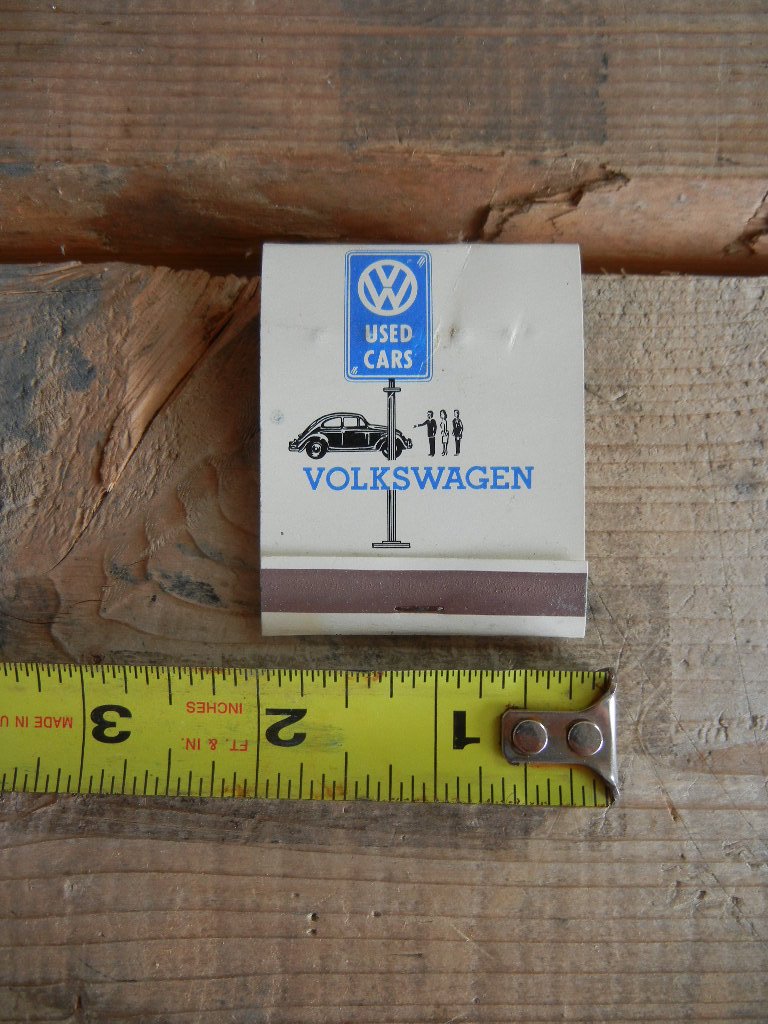 VW
USED
CARS
VOLKSWAGEN
MADE IN U
3
INCHES
FT. & IN.
2
1